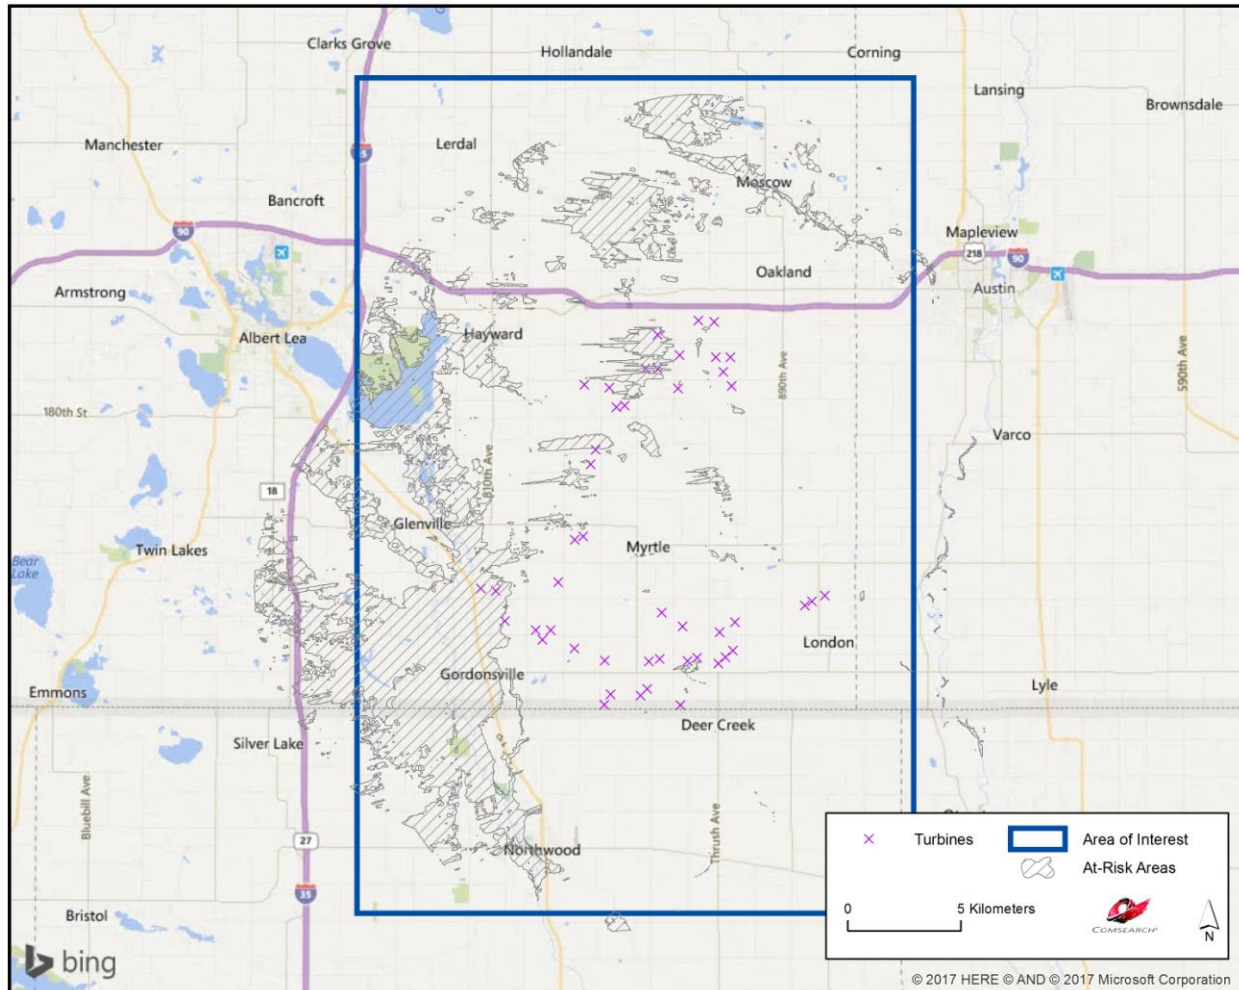 Clarks Grove
Hollandale
Corning
Lansing
Brownsdale
Manchester
35
Lerdal
Moscow
Bancroft
90
Mapleview
218
90
Armstrong
Oakland
Austin
Albert Lea
Hayward
890th Ave
590th Ave
180th St
Varco
18
810th Ave
Glenville
Twin Lakes
Myrtle
Bear
Lake
London
Gordonsville
Emmons
Lyle
Deer Creek
Silver Lake
Bluebill Ave
Thrush Ave
27
Northwood
35
Bristol
Turbines
Area of Interest
At-Risk Areas
0
5 Kilometers
COMSEARCH
N
bing
© 2017 HERE © AND © 2017 Microsoft Corporation